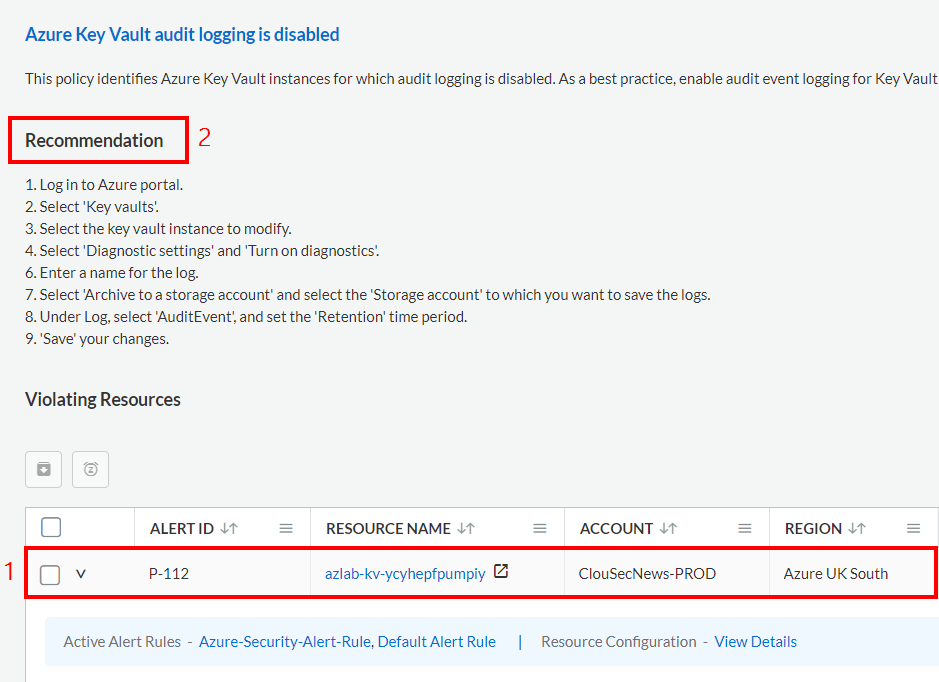 Azure Key Vault audit logging is disabled
This policy identifies Azure Key Vault instances for which audit logging is disabled. As a best practice, enable audit event logging for Key Vault
Recommendation 2
1. Log in to Azure portal.
2. Select 'Key vaults'.
3. Select the key vault instance to modify.
4. Select 'Diagnostic settings' and 'Turn on diagnostics'.
6. Enter a name for the log.
7. Select 'Archive to a storage account' and select the 'Storage account' to which you want to save the logs.
8. Under Log, select 'AuditEvent', and set the 'Retention' time period.
9. 'Save' your changes.
Violating Resources
ALERT ID RESOURCE NAME ACCOUNT REGION
1 P-112 azlab-kv-ycyhepfpumpiy ClouSecNews-PROD Azure UK South
Active Alert Rules - Azure-Security-Alert-Rule, Default Alert Rule | Resource Configuration - View Details